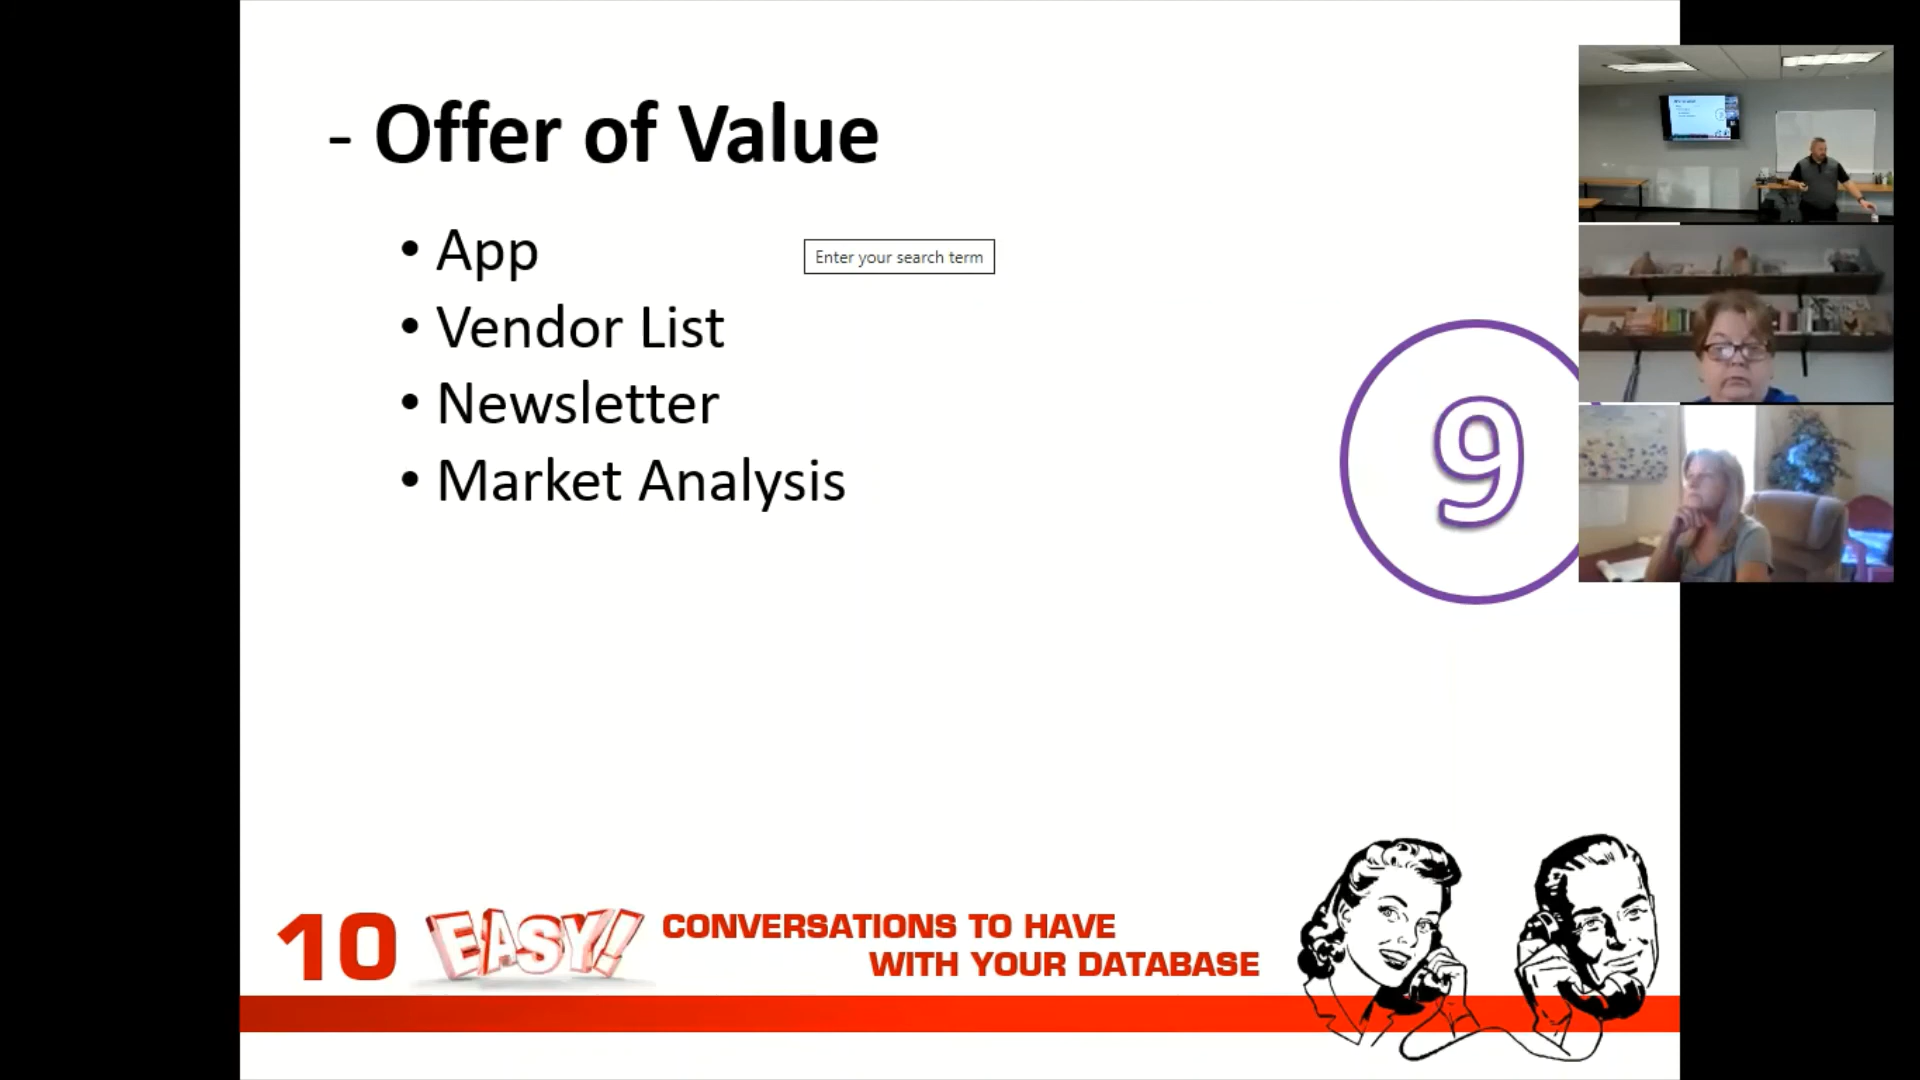 - Offer of Value
• App
Enter your search term
• Vendor List
• Newsletter
• Market Analysis
9
10 EASY! CONVERSATIONS TO HAVE
WITH YOUR DATABASE